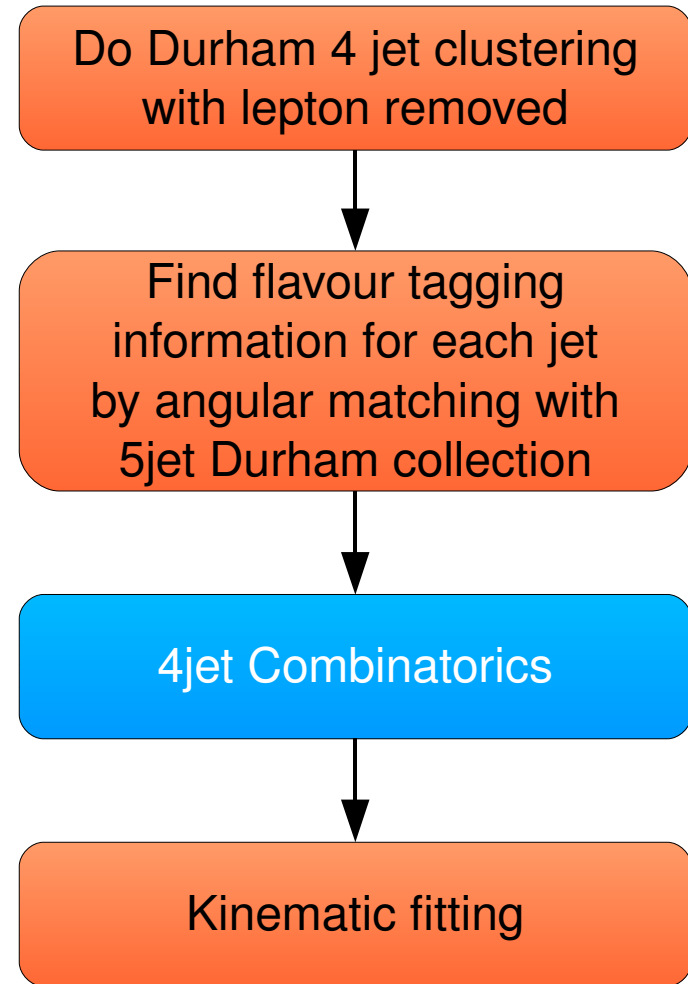 Do Durham 4 jet clustering
with lepton removed
Find flavour tagging
information for each jet
by angular matching with
5jet Durham collection
4jet Combinatorics
Kinematic fitting